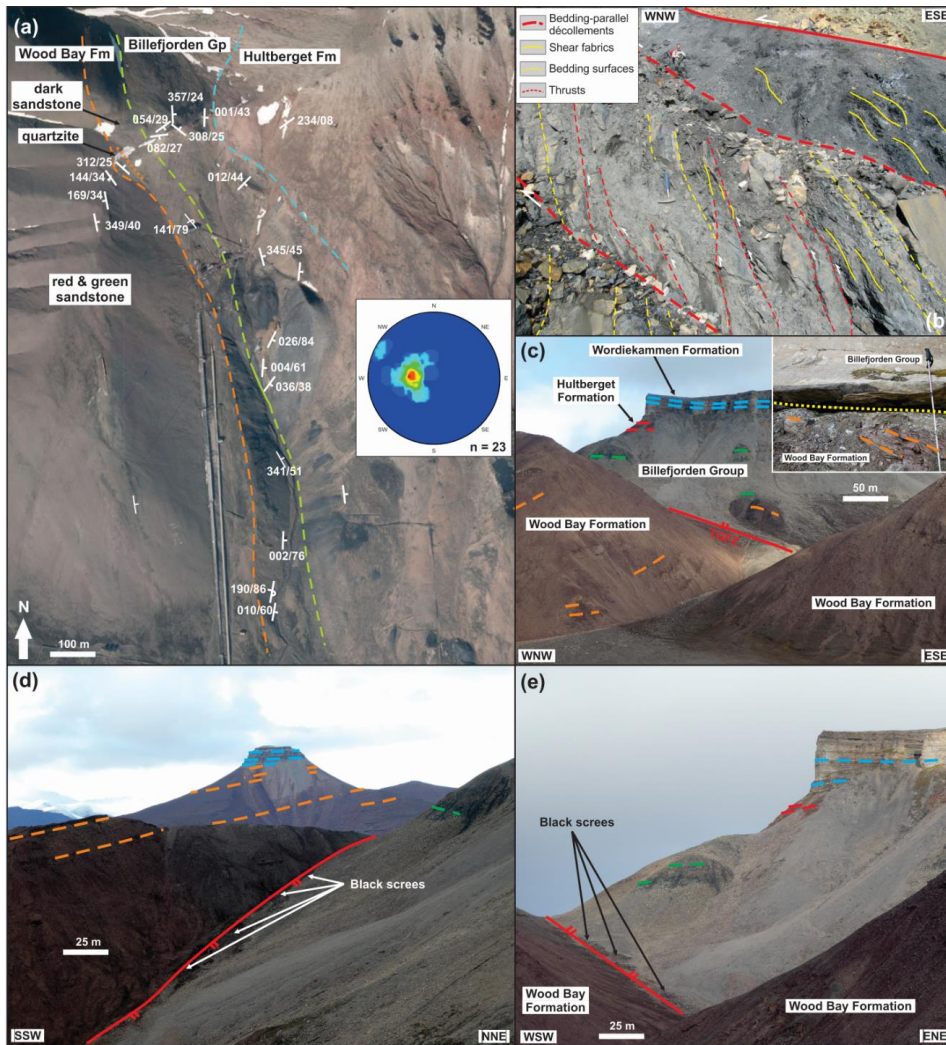 (a)
Wood Bay Fm
Billefjorden Gp
Hultberget Fm
dark
sandstone
quartzite
357/24
054/29
001/43
308/25
234/08
082/27
312/25
144/34
012/44
169/34
349/40
141/79
345/45
red & green
sandstone
026/84
004/61
036/38
341/51
002/76
190/86
010/60
N
NE
E
SE
S
SW
W
NW
n = 23
N
100 m
Bedding-parallel
décollements
Shear fabrics
Bedding surfaces
Thrusts
WNW
ESE
(b)
(c)
Wordiekammen Formation
Hultberget
Formation
Billefjorden Group
Wood Bay Formation
Billefjorden Group
50 m
Wood Bay Formation
Wood Bay Formation
WNW
ESE
(d)
Black screes
25 m
SSW
NNE
(e)
Black screes
Wood Bay
Formation
Wood Bay Formation
WSW
25 m
ENE